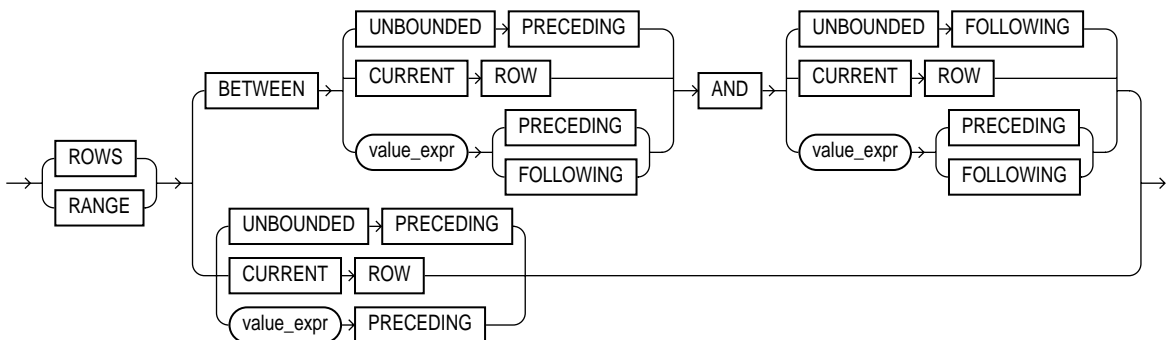 UNBOUNDED PRECEDING UNBOUNDED FOLLOWING
CURRENT ROW CURRENT ROW
BETWEEN AND
value_expr PRECEDING value_expr PRECEDING
FOLLOWING FOLLOWING
ROWS
RANGE
UNBOUNDED PRECEDING
CURRENT ROW
value_expr PRECEDING